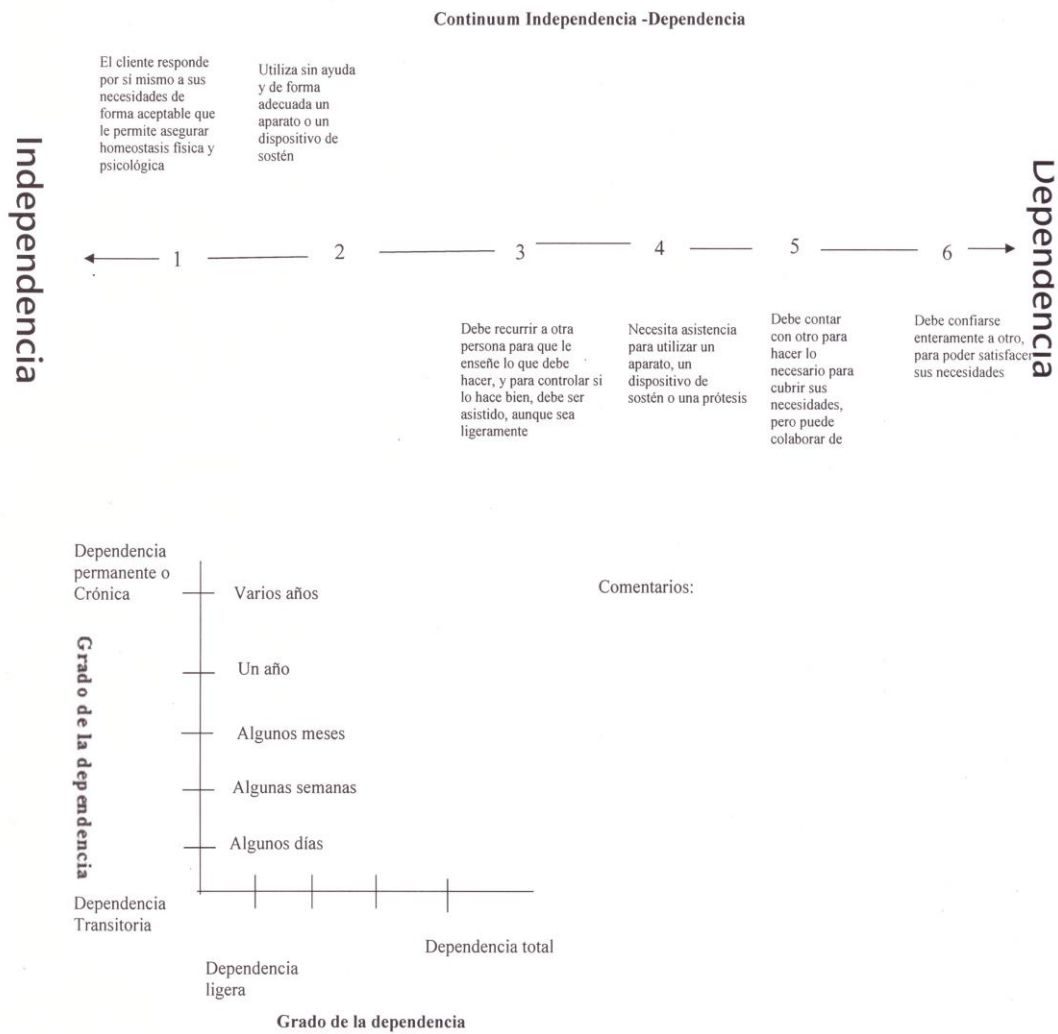 Continuum Independencia -Dependencia
El cliente responde
por sí mismo a sus
necesidades de
forma aceptable que
le permite asegurar
homeostasis física y
psicológica
Utiliza sin ayuda
y de forma
adecuada un
aparato o un
dispositivo de
sostén
Independencia
Dependencia
1
2
3
4
5
6
Debe recurrir a otra
persona para que le
enseñe lo que debe
hacer, y para controlar si
lo hace bien, debe ser
asistido, aunque sea
ligeramente
Necesita asistencia
para utilizar un
aparato, un
dispositivo de
sostén o una prótesis
Debe contar
con otro para
hacer lo
necesario para
cubrir sus
necesidades,
pero puede
colaborar de
Debe confiarse
enteramente a otro,
para poder satisfacer
sus necesidades
Dependencia
permanente o
Crónica
Varios años
Un año
Algunos meses
Algunas semanas
Algunos días
Grado de la dependencia
Dependencia
Transitoria
Dependencia total
Dependencia
ligera
Grado de la dependencia
Comentarios: